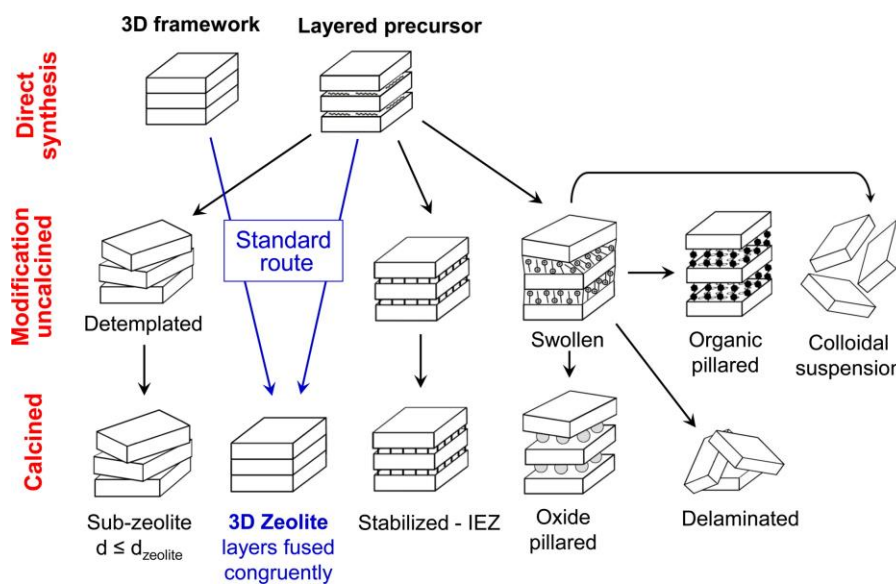 3D framework
Layered precursor
Direct
synthesis
Standard
route
Modification
uncalcined
Detemplated
Swollen
Organic
pillared
Colloidal
suspension
Calcined
Sub-zeolite
d ≤ dzeolite
3D Zeolite
layers fused
congruently
Stabilized - IEZ
Oxide
pillared
Delaminated